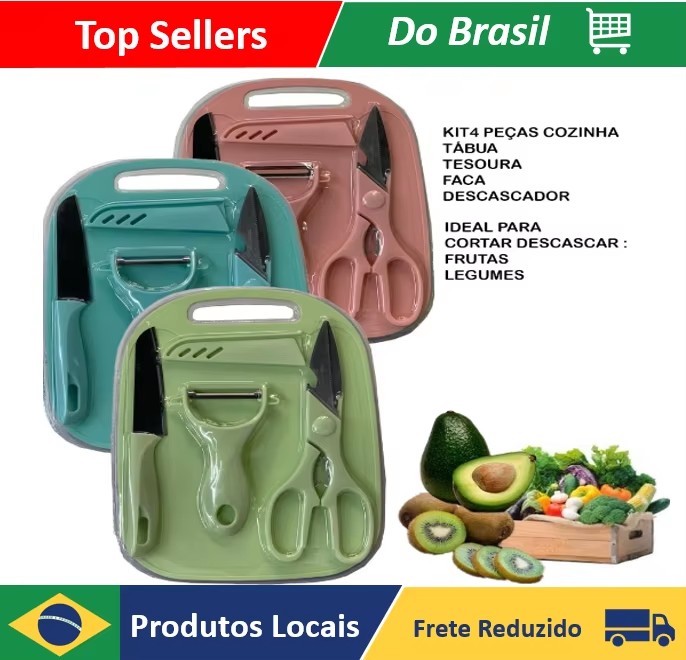 Top Sellers
Do Brasil
KIT4 PEÇAS COZINHA
TÁBUA
TESOURA
FACA
DESCASCADOR
IDEAL PARA
CORTAR DESCASCAR :
FRUTAS
LEGUMES
Produtos Locais
Frete Reduzido